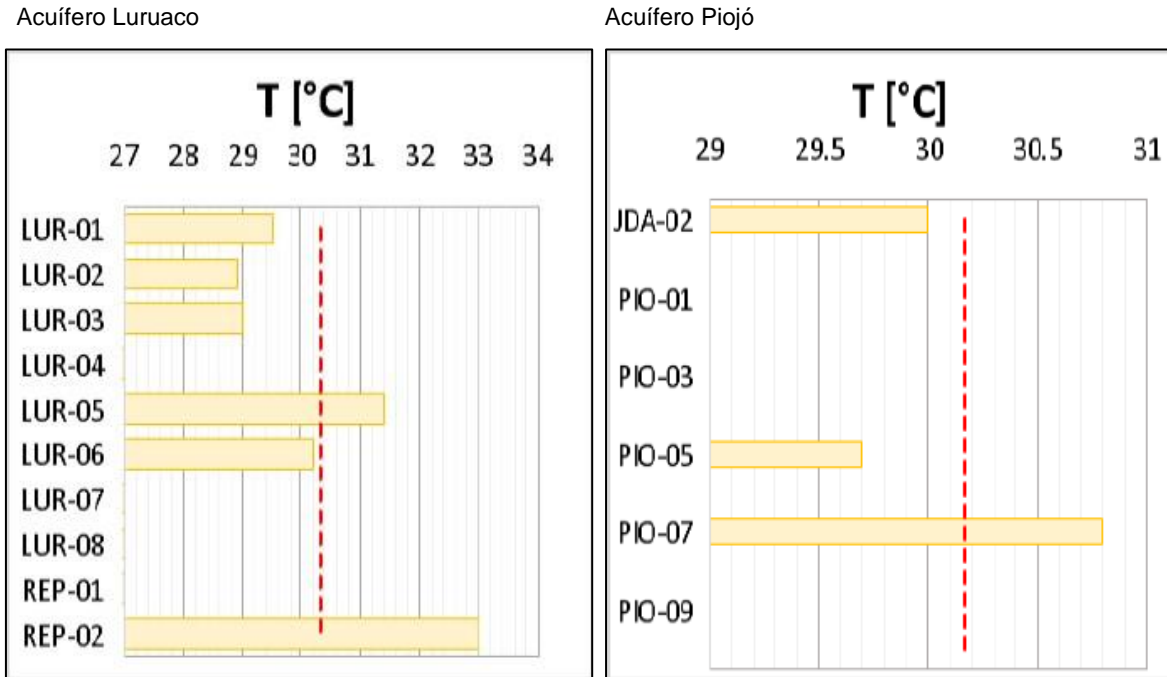 Acuífero Luruaco
T [°C]
27 28 29 30 31 32 33 34
LUR-01
LUR-02
LUR-03
LUR-04
LUR-05
LUR-06
LUR-07
LUR-08
REP-01
REP-02
Acuífero Piojó
T [°C]
29 29.5 30 30.5 31
JDA-02
PIO-01
PIO-03
PIO-05
PIO-07
PIO-09